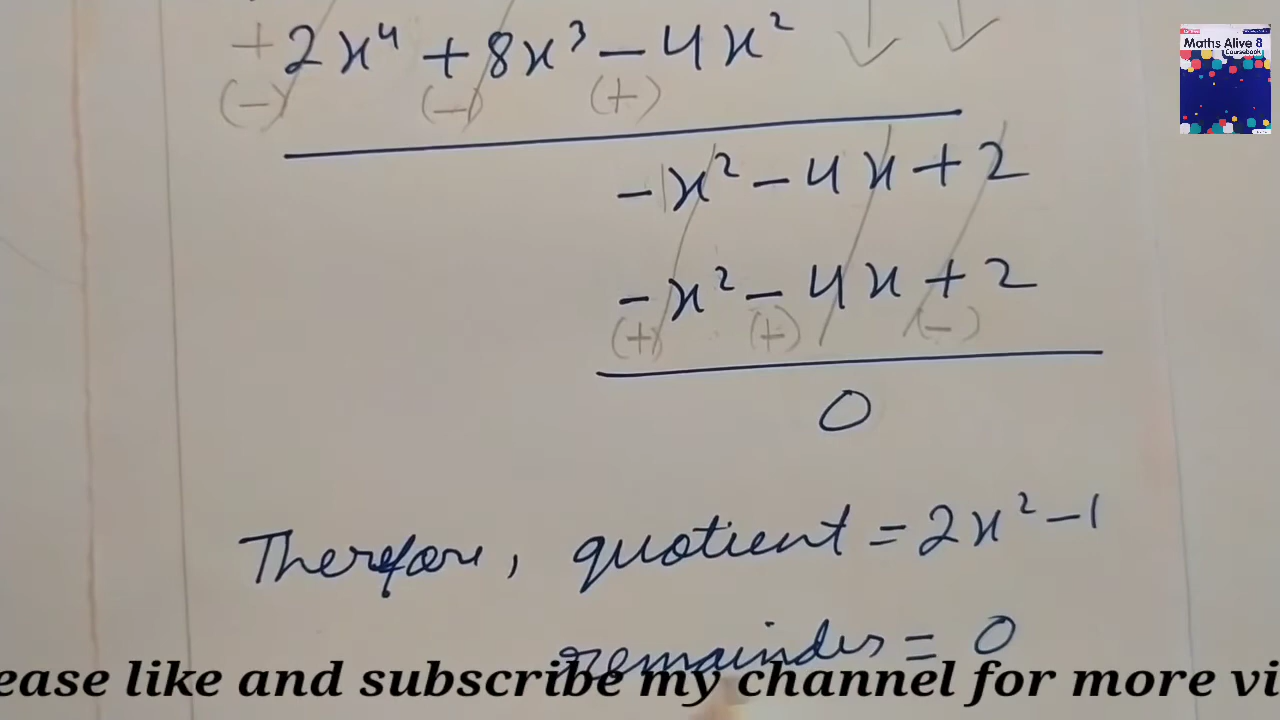 + 2x⁴ + 8x³ - 4x²
(-) (-) (+)
Maths Alive 8
Coursebook
-x² - 4x + 2
-x² - 4x + 2
(+) (+) (-)
0
Therefore, quotient = 2x² - 1
remainder = 0
ease like and subscribe my channel for more vi